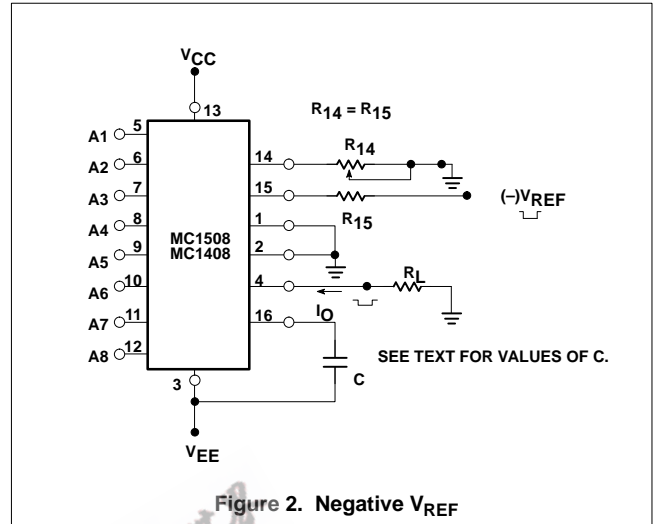 VCC
13
R14 = R15
A1 5
A2 6
A3 7
A4 8
A5 9
A6 10
A7 11
A8 12
MC1508
MC1408
14
15
1
2
4
16
3
R14
R15
(–)VREF
RL
IO
C
SEE TEXT FOR VALUES OF C.
VEE
Figure 2. Negative VREF